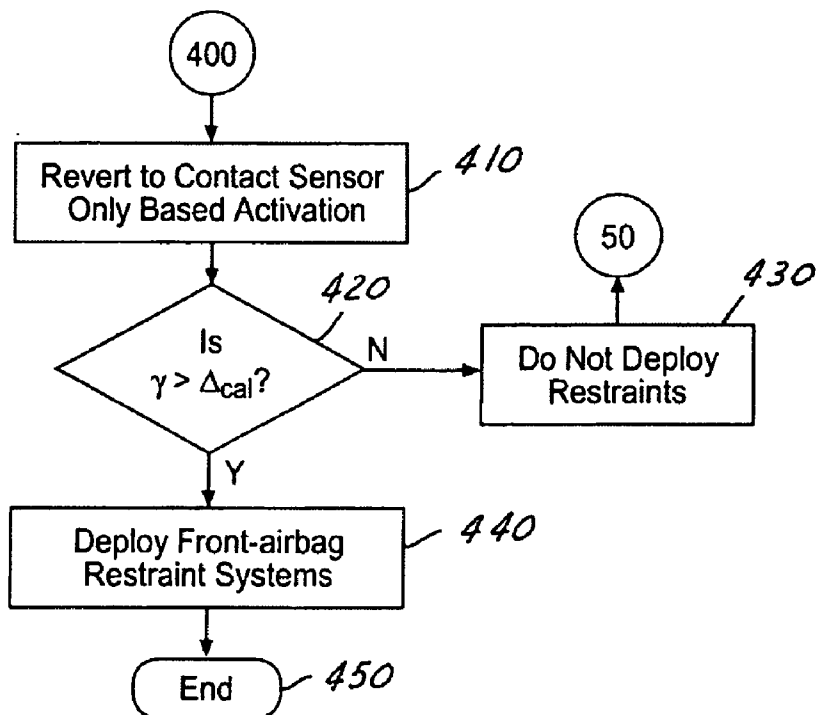 400
Revert to Contact Sensor
Only Based Activation
410
50
420
430
Is
γ > Δcal?
N
Do Not Deploy
Restraints
Y
Deploy Front-airbag
Restraint Systems
440
End
450